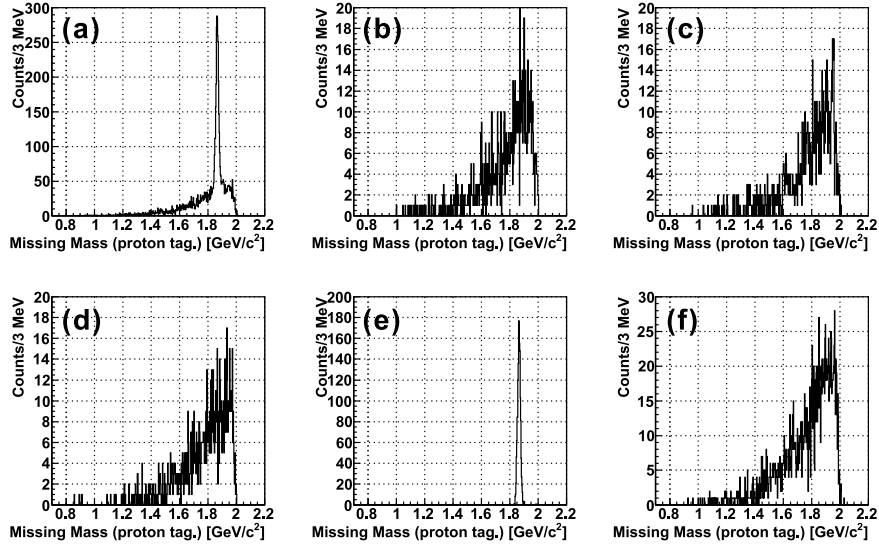 (a) (b) (c)
Counts/3 MeV Counts/3 MeV Counts/3 MeV
300 20 18
250 18 16
200 16 14
150 14 12
100 12 10
50 10 8
0 8 6
6 4
4 2
2 0
0
0.8 1 1.2 1.4 1.6 1.8 2 2.2 0.8 1 1.2 1.4 1.6 1.8 2 2.2 0.8 1 1.2 1.4 1.6 1.8 2 2.2
Missing Mass (proton tag.) [GeV/c²] Missing Mass (proton tag.) [GeV/c²] Missing Mass (proton tag.) [GeV/c²]
(d) (e) (f)
Counts/3 MeV Counts/3 MeV Counts/3 MeV
20 200 30
18 180 25
16 160 20
14 140 15
12 120 10
10 100 5
8 80 0
6 60
4 40
2 20
0 0
0.8 1 1.2 1.4 1.6 1.8 2 2.2 0.8 1 1.2 1.4 1.6 1.8 2 2.2 0.8 1 1.2 1.4 1.6 1.8 2 2.2
Missing Mass (proton tag.) [GeV/c²] Missing Mass (proton tag.) [GeV/c²] Missing Mass (proton tag.) [GeV/c²]